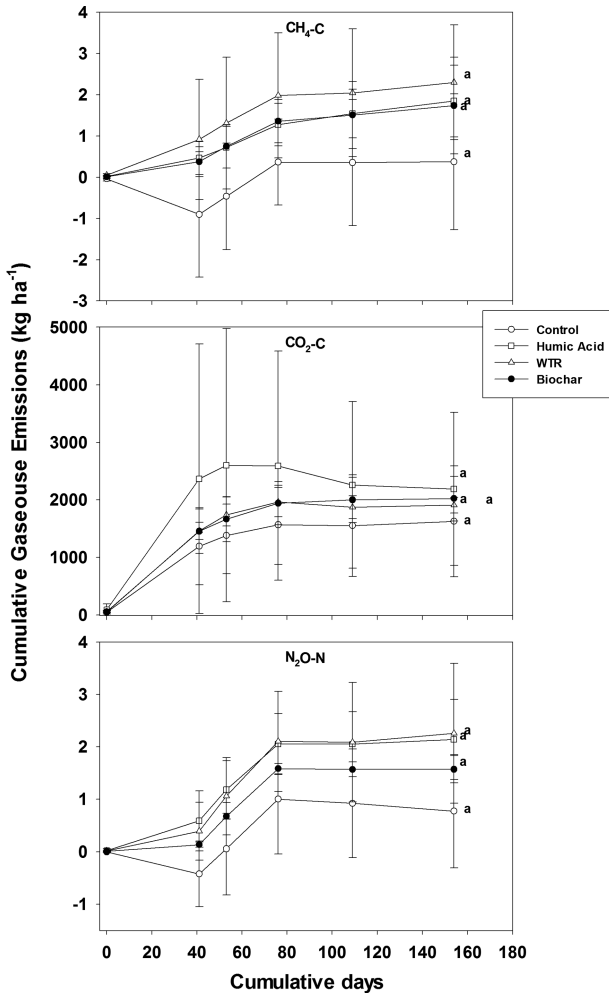 Cumulative Gaseouse Emissions (kg ha⁻¹)
CH₄-C
4
3
2
1
0
-1
-2
-3
a
a
a
a
CO₂-C
5000
4000
3000
2000
1000
0
a
a a
a
Control
Humic Acid
WTR
Biochar
N₂O-N
4
3
2
1
0
-1
a
a
a
a
0 20 40 60 80 100 120 140 160 180
Cumulative days